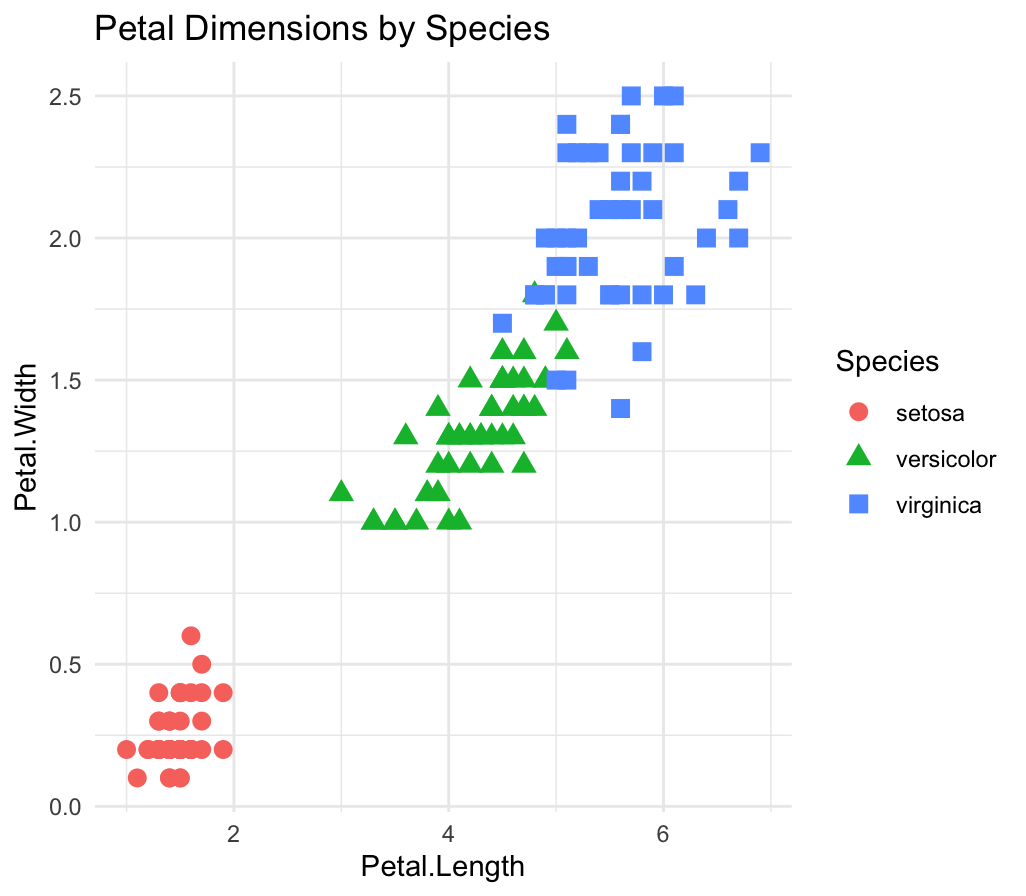 Petal Dimensions by Species
2.5
2.0
1.5
1.0
0.5
0.0
Petal.Width
2 4 6
Petal.Length
Species
setosa
versicolor
virginica